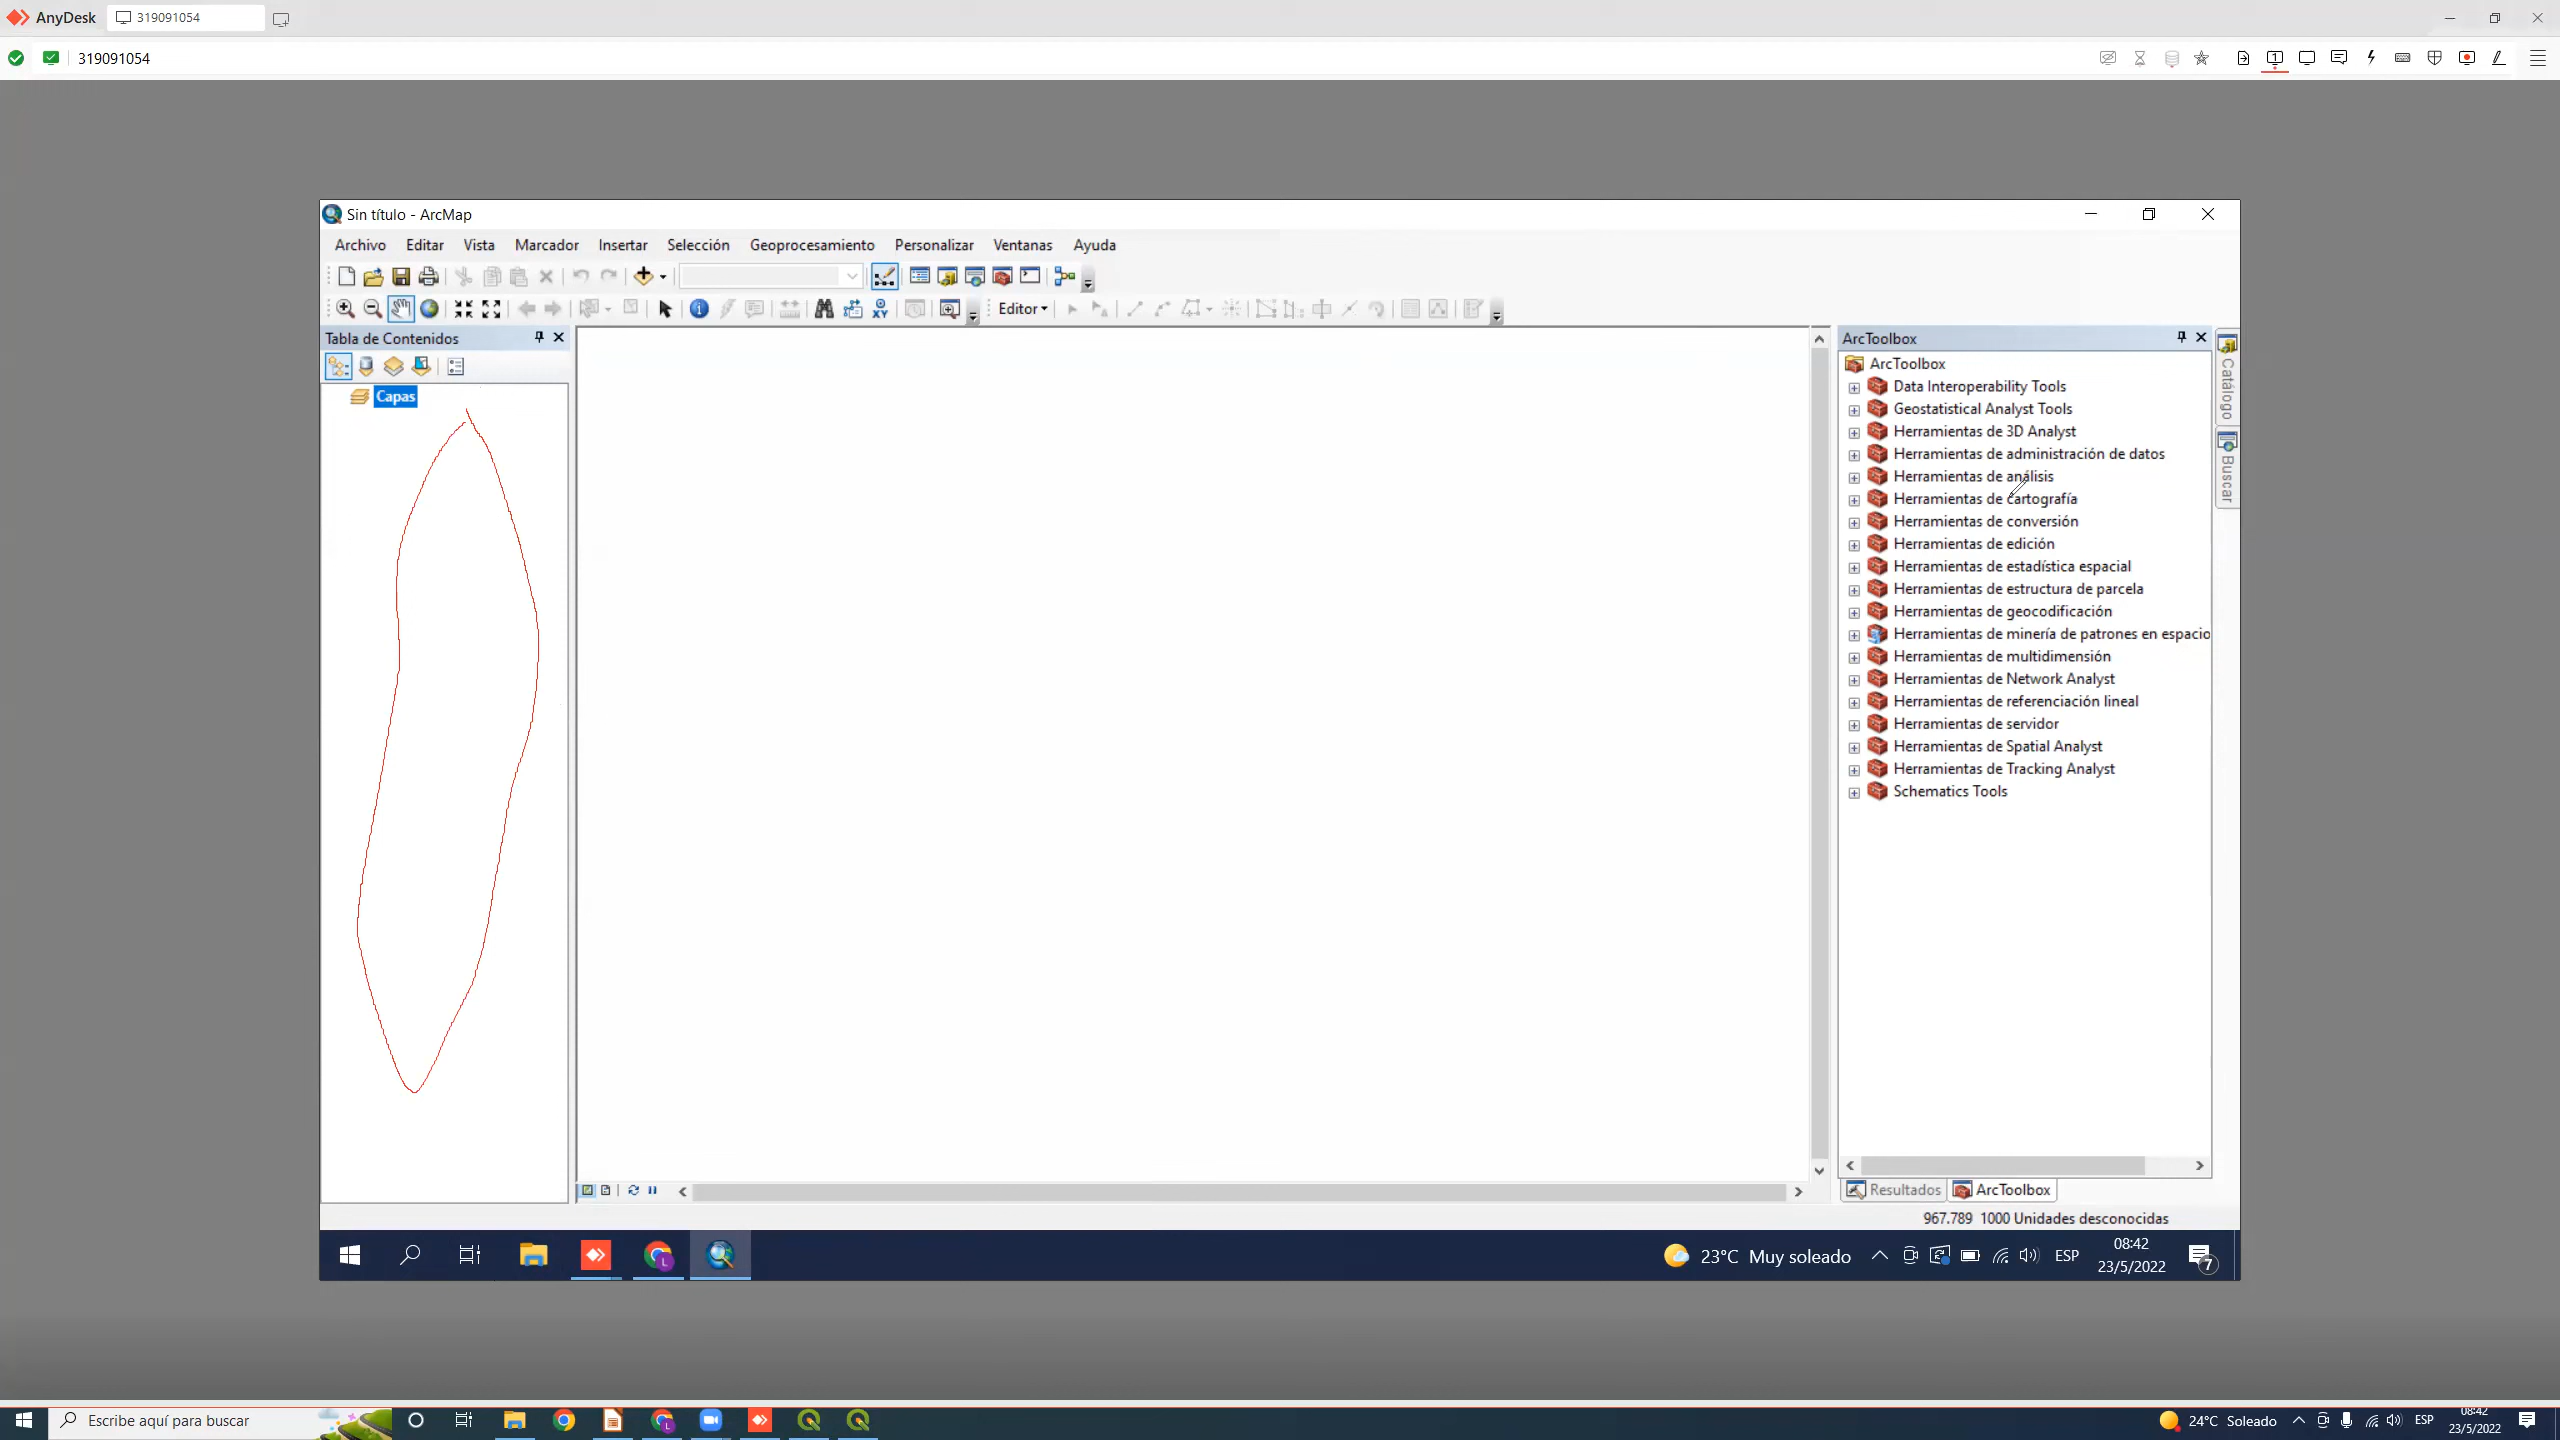 AnyDesk 319091054
319091054
1
Sin título - ArcMap
Archivo Editar Vista Marcador Insertar Selección Geoprocesamiento Personalizar Ventanas Ayuda
Editor
Tabla de Contenidos
Capas
ArcToolbox
ArcToolbox
Data Interoperability Tools
Geostatistical Analyst Tools
Herramientas de 3D Analyst
Herramientas de administración de datos
Herramientas de análisis
Herramientas de cartografía
Herramientas de conversión
Herramientas de edición
Herramientas de estadística espacial
Herramientas de estructura de parcela
Herramientas de geocodificación
Herramientas de minería de patrones en espacio
Herramientas de multidimensión
Herramientas de Network Analyst
Herramientas de referenciación lineal
Herramientas de servidor
Herramientas de Spatial Analyst
Herramientas de Tracking Analyst
Schematics Tools
Catálogo
Buscar
Resultados ArcToolbox
967.789 1000 Unidades desconocidas
23°C Muy soleado ESP 08:42
23/5/2022
7
Escribe aquí para buscar
24°C Soleado ESP 08:42
23/5/2022